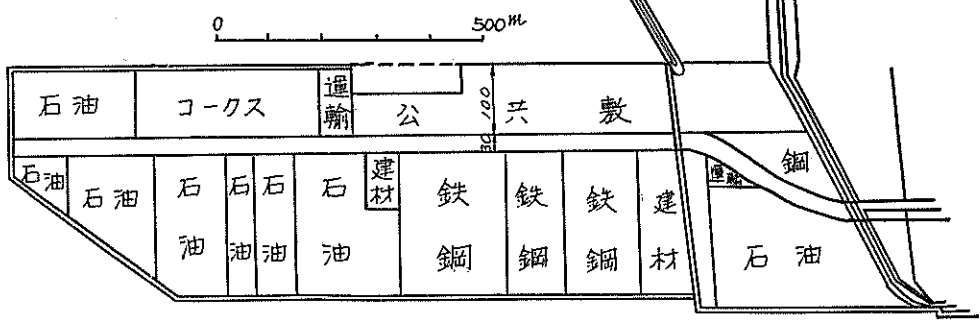 0 500m
石油 コークス 運輸 公共敷
100
30
石油 石油 石油 石油 石油 石油 建材 鉄鋼 鉄鋼 鉄鋼 建材 運輸 鋼
石油